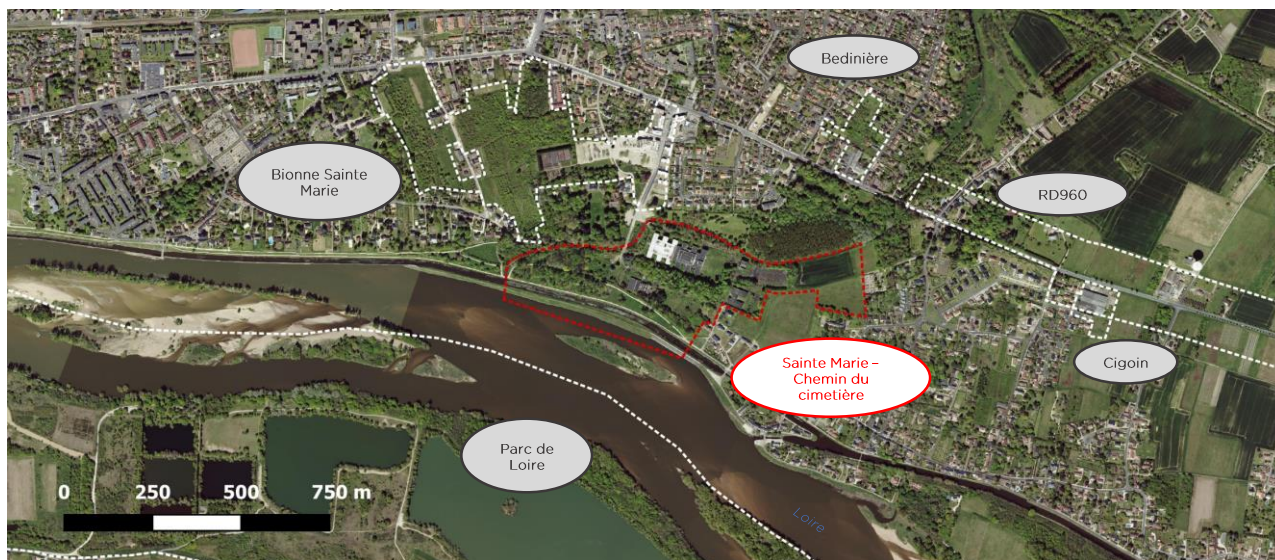 Bedinière
Bionne Sainte
Marie
RD960
Sainte Marie –
Chemin du
cimetière
Cigoin
Parc de
Loire
0 250 500 750 m
Loire